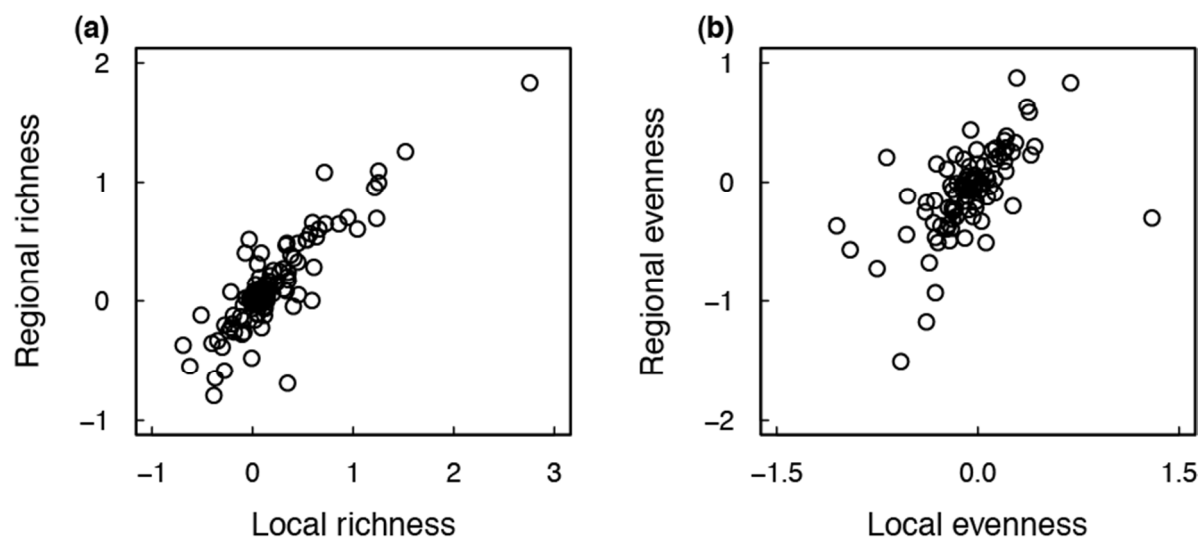 (a)
Regional richness
2
1
0
−1
−1 0 1 2 3
Local richness
(b)
Regional evenness
1
0
−1
−2
−1.5 0.0 1.5
Local evenness